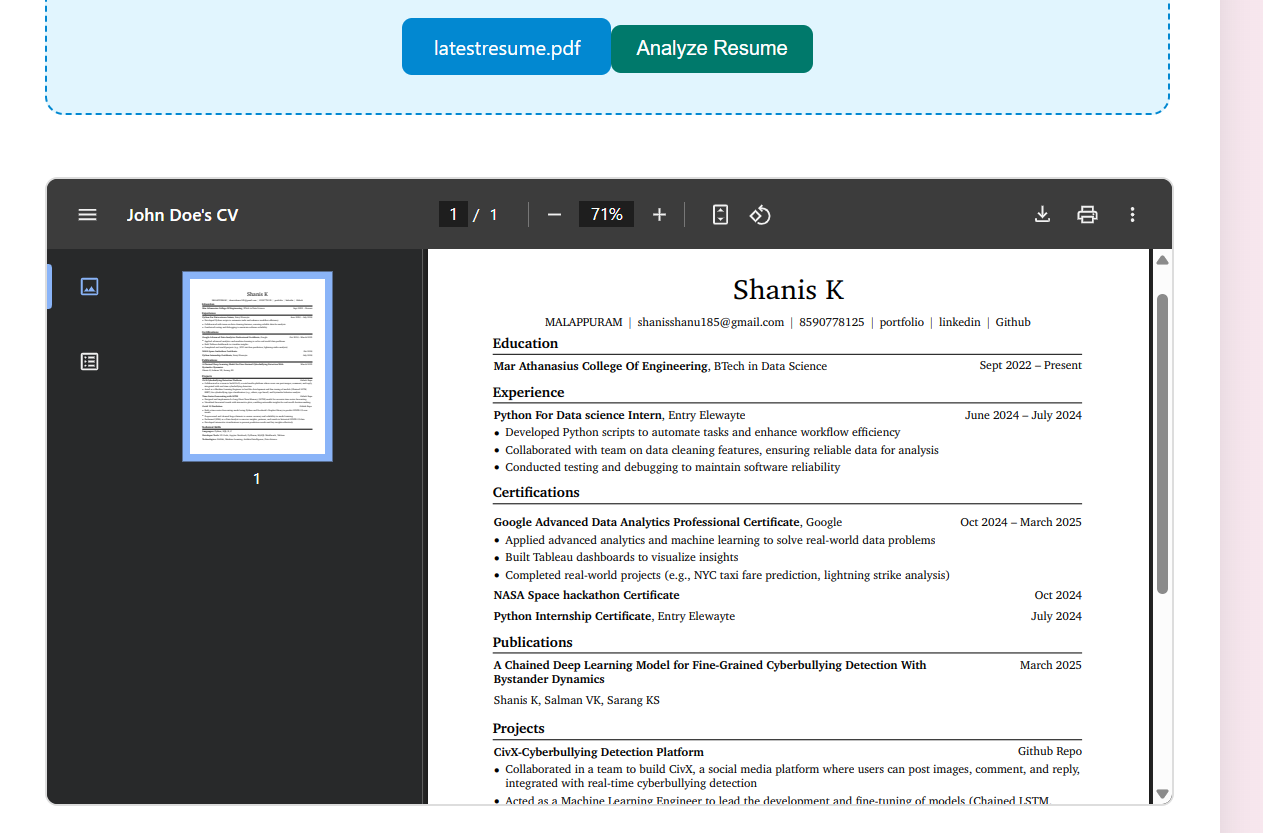 latestresume.pdf Analyze Resume
John Doe's CV 1 / 1 71%
Shanis K
MALAPPURAM | shanisshanu185@gmail.com | 8590778125 | portfolio | linkedin | Github
Education
Mar Athanasius College Of Engineering, BTech in Data Science Sept 2022 – Present
Experience
Python For Data science Intern, Entry Elewayte June 2024 – July 2024
• Developed Python scripts to automate tasks and enhance workflow efficiency
• Collaborated with team on data cleaning features, ensuring reliable data for analysis
• Conducted testing and debugging to maintain software reliability
Certifications
Google Advanced Data Analytics Professional Certificate, Google Oct 2024 – March 2025
• Applied advanced analytics and machine learning to solve real-world data problems
• Built Tableau dashboards to visualize insights
• Completed real-world projects (e.g., NYC taxi fare prediction, lightning strike analysis)
NASA Space hackathon Certificate Oct 2024
Python Internship Certificate, Entry Elewayte July 2024
Publications
A Chained Deep Learning Model for Fine-Grained Cyberbullying Detection With March 2025
Bystander Dynamics
Shanis K, Salman VK, Sarang KS
Projects
CivX-Cyberbullying Detection Platform Github Repo
• Collaborated in a team to build CivX, a social media platform where users can post images, comment, and reply,
integrated with real-time cyberbullying detection
• Acted as a Machine Learning Engineer to lead the development and fine-tuning of models (Chained LSTM,
1